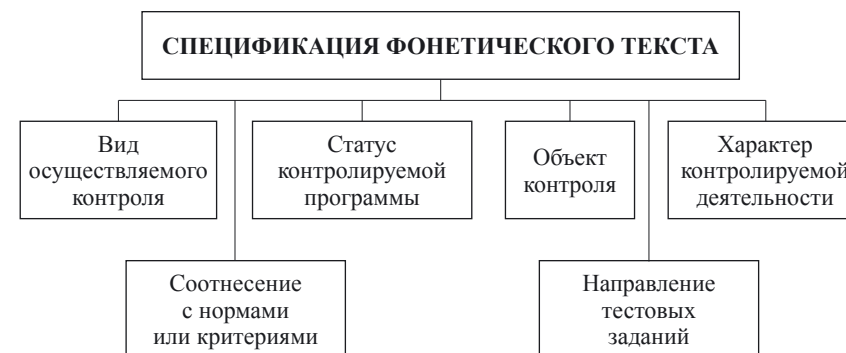 СПЕЦИФИКАЦИЯ ФОНЕТИЧЕСКОГО ТЕКСТА
Вид
осуществляемого
контроля
Статус
контролируемой
программы
Объект
контроля
Характер
контролируемой
деятельности
Соотнесение
с нормами
или критериями
Направление
тестовых
заданий